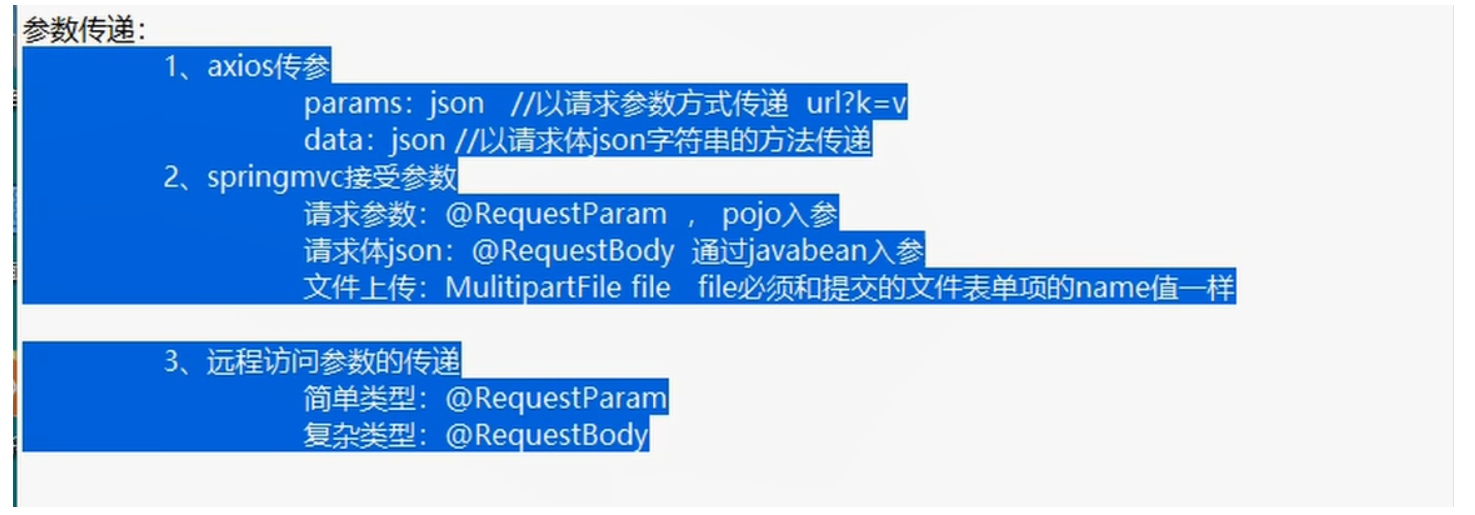 参数传递：
1、axios传参
params：json //以请求参数方式传递 url?k=v
data：json //以请求体json字符串的方法传递
2、springmvc接受参数
请求参数：@RequestParam ， pojo入参
请求体json：@RequestBody 通过javabean入参
文件上传：MulitipartFile file file必须和提交的文件表单项的name值一样
3、远程访问参数的传递
简单类型：@RequestParam
复杂类型：@RequestBody